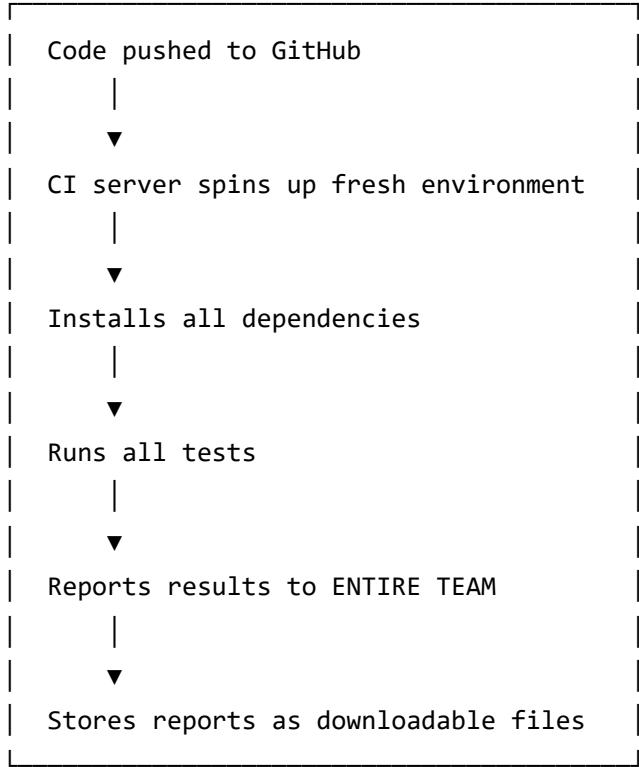 Code pushed to GitHub
CI server spins up fresh environment
Installs all dependencies
Runs all tests
Reports results to ENTIRE TEAM
Stores reports as downloadable files